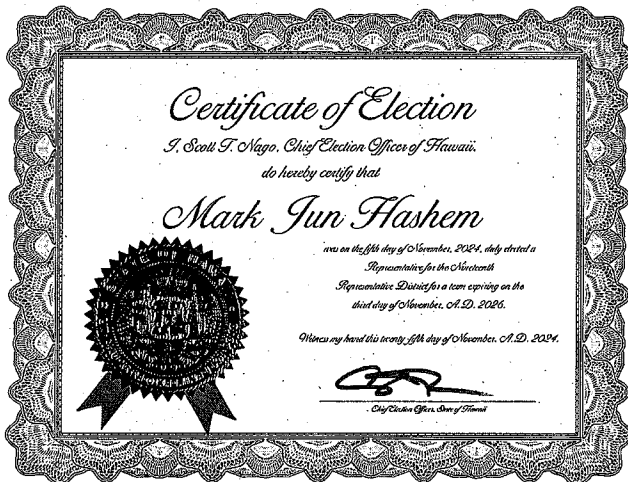 Certificate of Election
I, Scott T. Nago, Chief Election Officer of Hawaii,
do hereby certify that
Mark Jun Hashem
was on the fifth day of November, 2024, duly elected a
Representative for the Nineteenth
Representative District for a term expiring on the
third day of November, A.D. 2026.
Witness my hand this twenty-fifth day of November, A.D. 2024.
Chief Election Officer, State of Hawaii